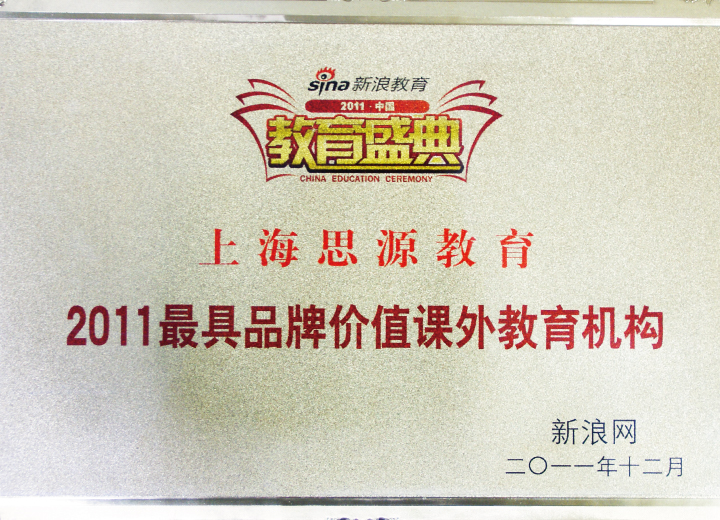 sina新浪教育
2011·中国
教育盛典
CHINA EDUCATION CEREMONY
上海思源教育
2011最具品牌价值课外教育机构
新浪网
二〇一一年十二月